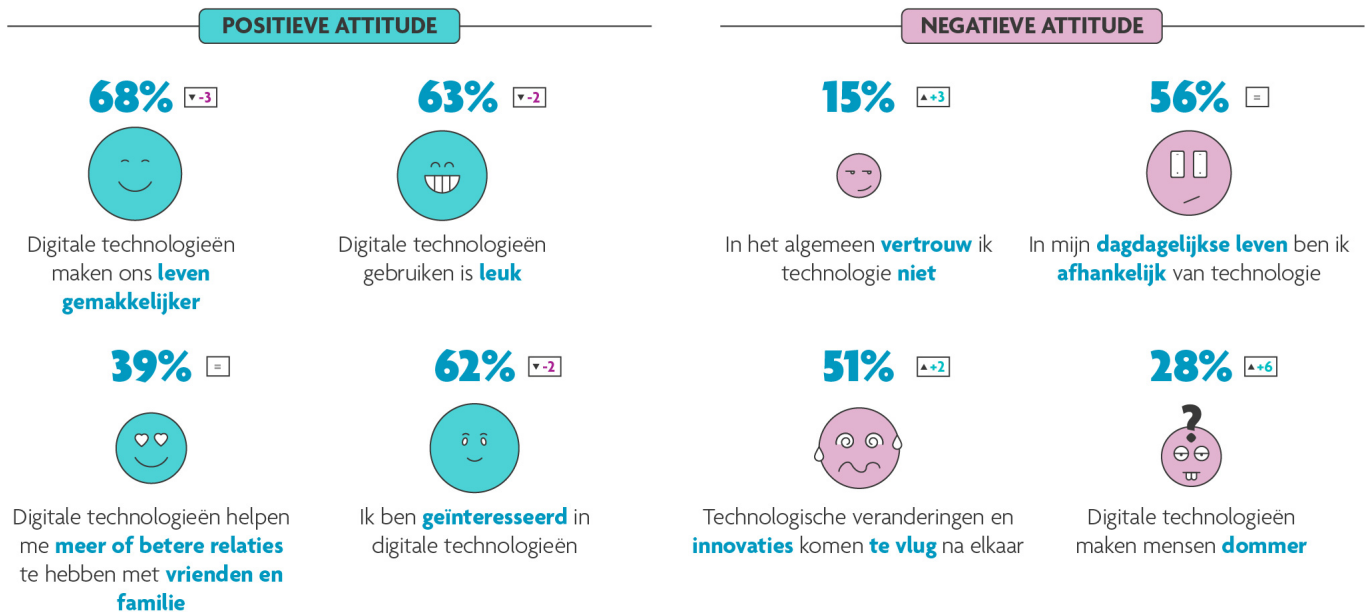 POSITIEVE ATTITUDE
68% ▼-3
Digitale technologieën
maken ons leven
gemakkelijker
63% ▼-2
Digitale technologieën
gebruiken is leuk
39% =
Digitale technologieën helpen
me meer of betere relaties
te hebben met vrienden en
familie
62% ▼-2
Ik ben geïnteresseerd in
digitale technologieën
NEGATIEVE ATTITUDE
15% ▲+3
In het algemeen vertrouw ik
technologie niet
56% =
In mijn dagdagelijkse leven ben ik
afhankelijk van technologie
51% ▲+2
Technologische veranderingen en
innovaties komen te vlug na elkaar
28% ▲+6
?
Digitale technologieën
maken mensen dommer